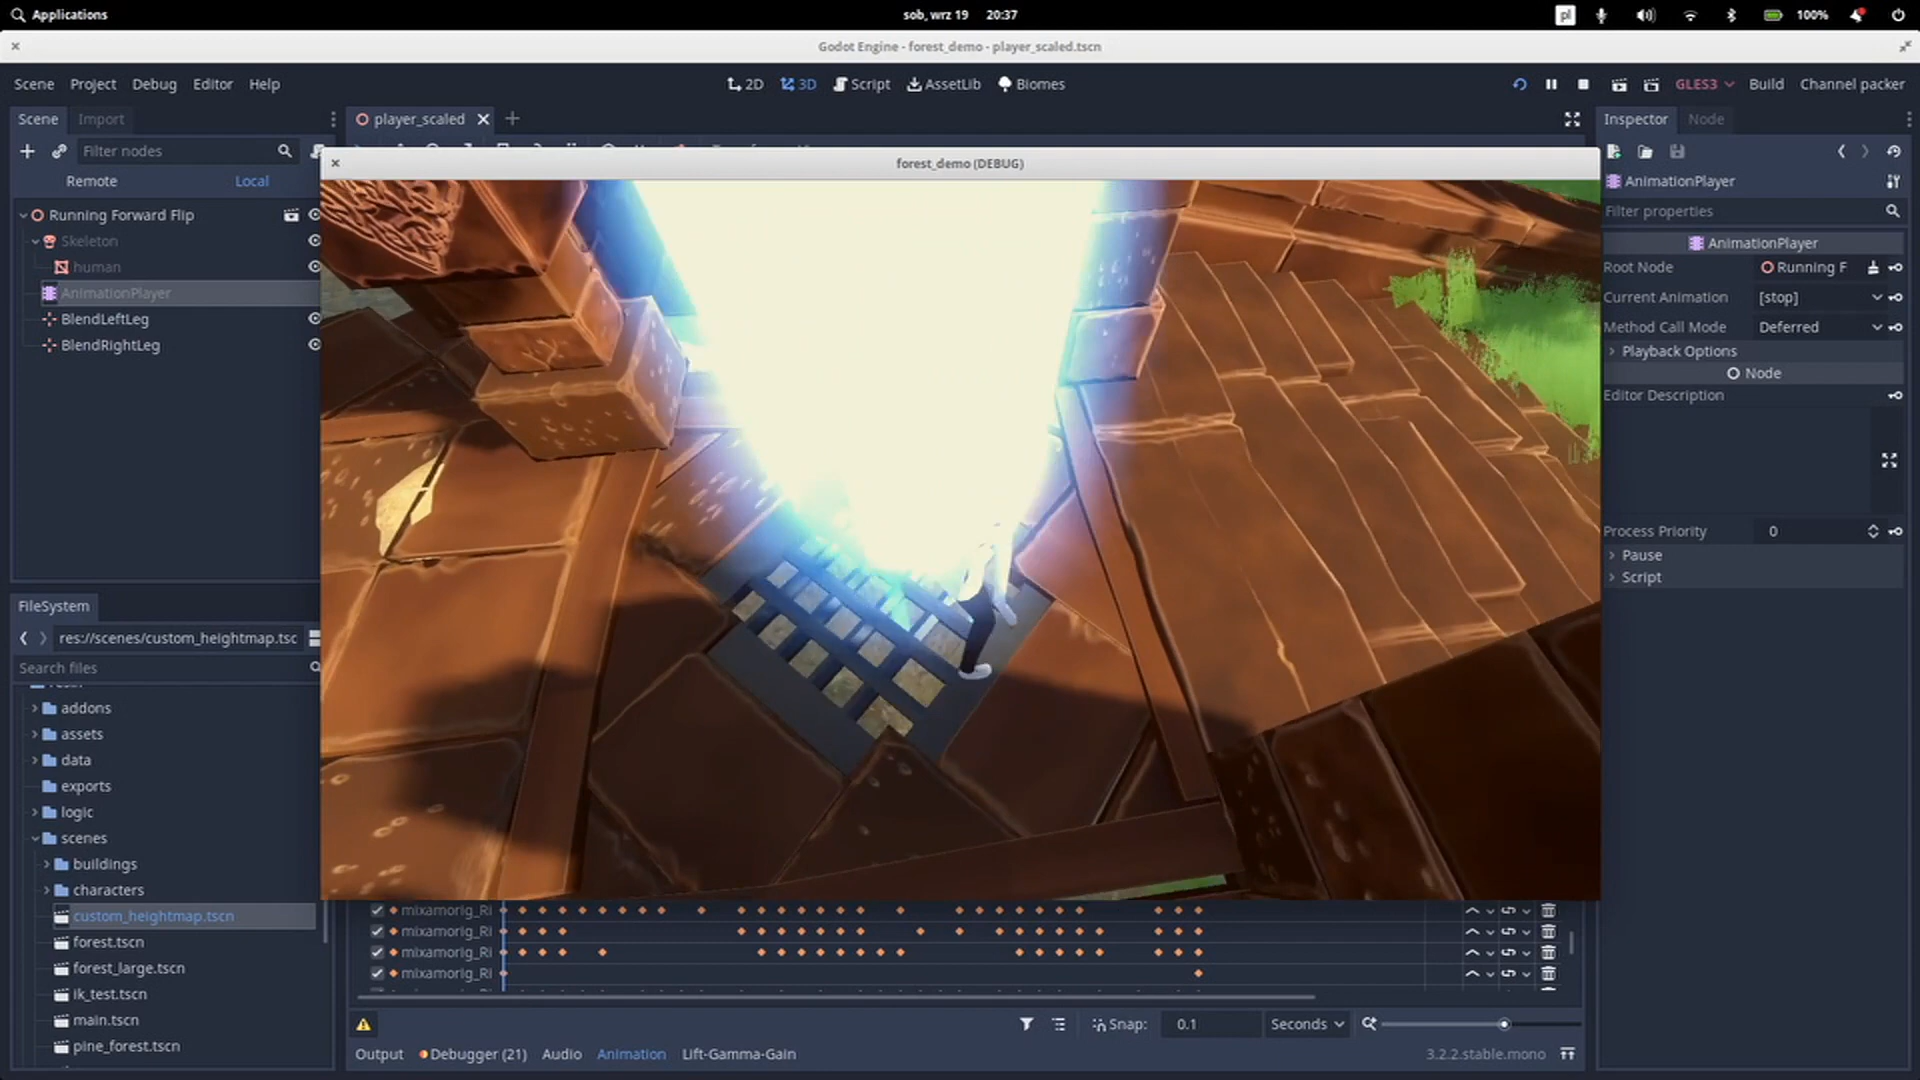 Applications
sob, wrz 19 20:37
pl
100%
Godot Engine - forest_demo - player_scaled.tscn
Scene Project Debug Editor Help
2D 3D Script AssetLib Biomes
GLES3 Build Channel packer
Scene Import
player_scaled
Inspector Node
Filter nodes
Remote Local
forest_demo (DEBUG)
AnimationPlayer
Running Forward Flip
Skeleton
human
AnimationPlayer
BlendLeftLeg
BlendRightLeg
Filter properties
AnimationPlayer
Root Node Running F
Current Animation [stop]
Method Call Mode Deferred
Playback Options
Node
Editor Description
Process Priority 0
Pause
Script
FileSystem
res://scenes/custom_heightmap.tsc
Search files
addons
assets
data
exports
logic
scenes
buildings
characters
custom_heightmap.tscn
forest.tscn
forest_large.tscn
ik_test.tscn
main.tscn
pine_forest.tscn
mixamorig_Ri
mixamorig_Ri
mixamorig_Ri
mixamorig_Ri
Snap: 0.1 Seconds
Output Debugger (21) Audio Animation Lift-Gamma-Gain
3.2.2.stable.mono